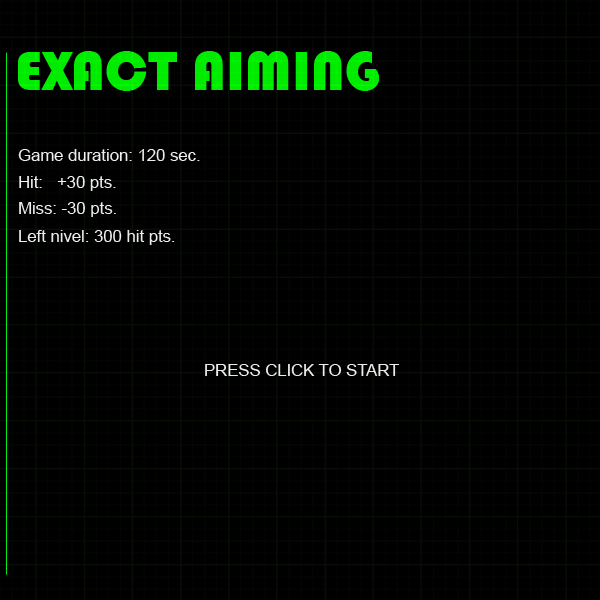 EXACT AIMING
Game duration: 120 sec.
Hit:   +30 pts.
Miss: -30 pts.
Left nivel: 300 hit pts.
PRESS CLICK TO START